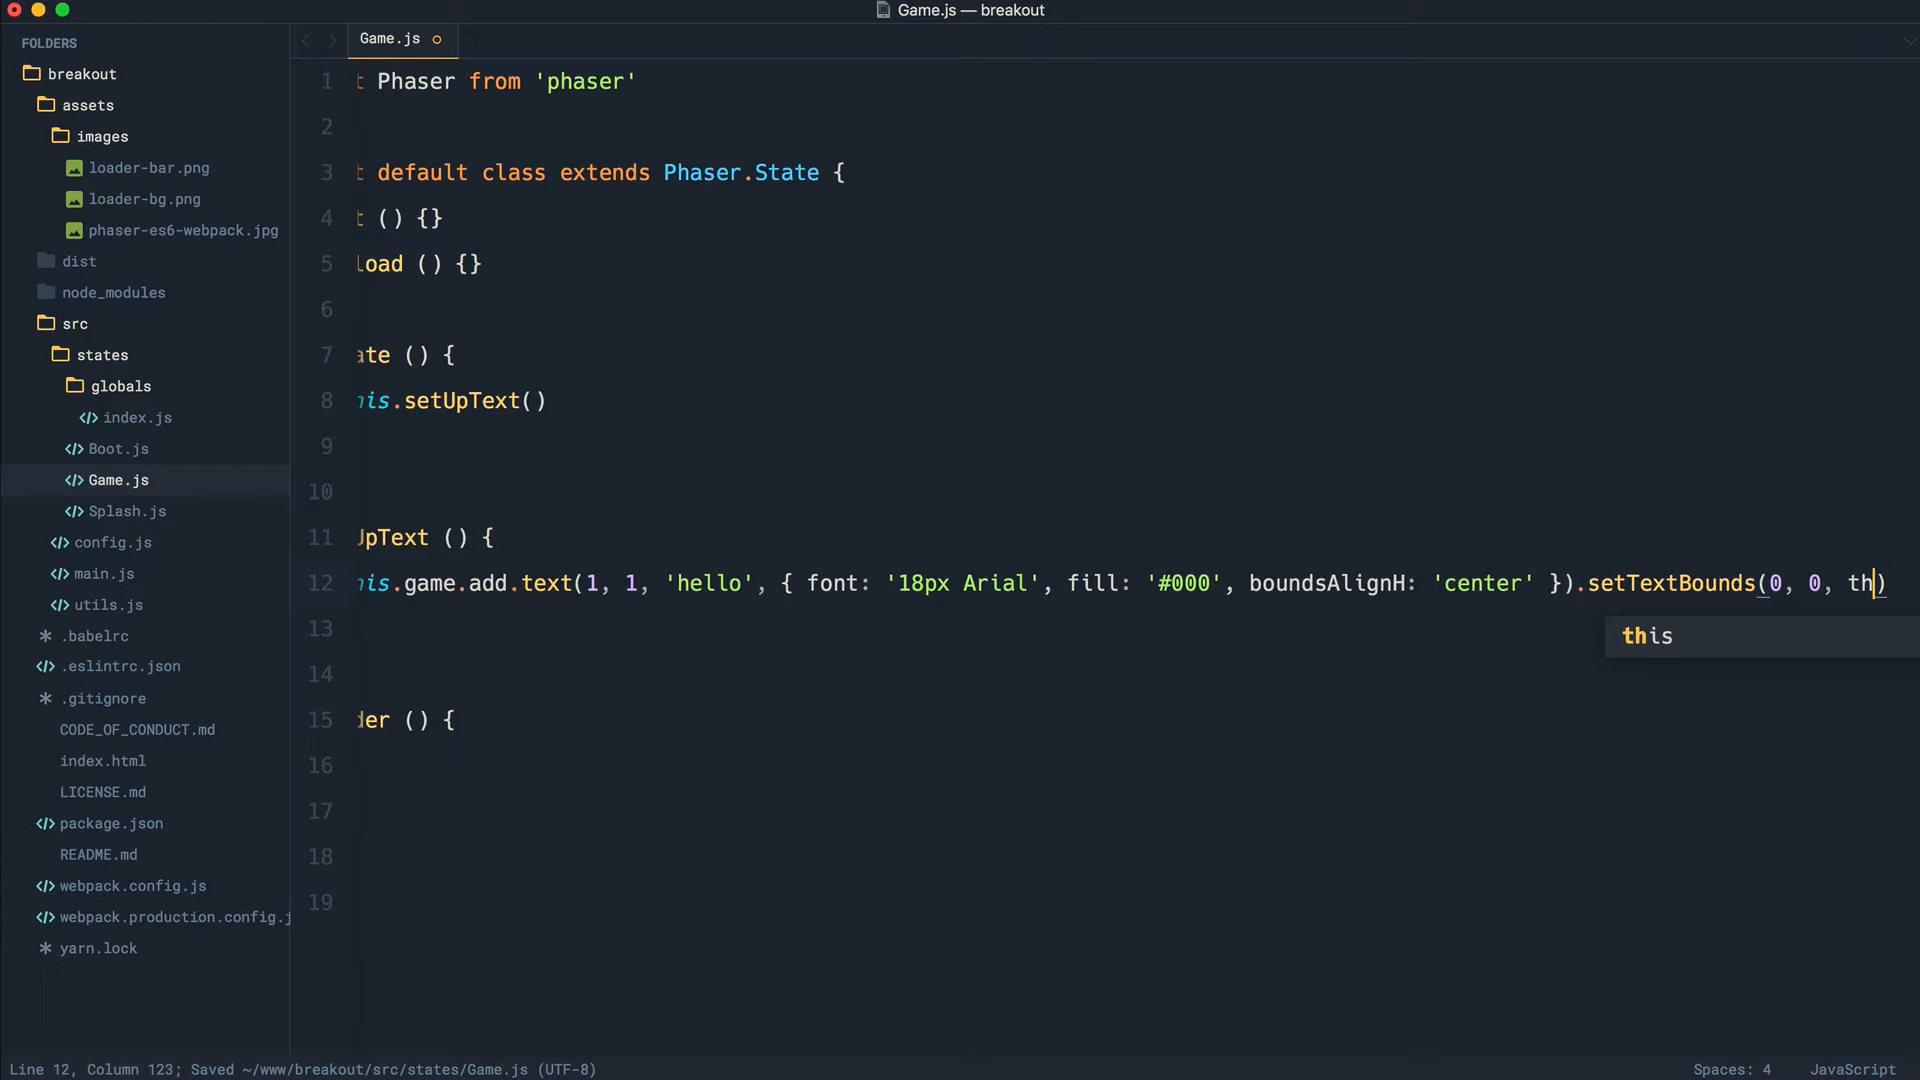 Game.js — breakout
FOLDERS
breakout
assets
images
loader-bar.png
loader-bg.png
phaser-es6-webpack.jpg
dist
node_modules
src
states
globals
index.js
Boot.js
Game.js
Splash.js
config.js
main.js
utils.js
.babelrc
.eslintrc.json
.gitignore
CODE_OF_CONDUCT.md
index.html
LICENSE.md
package.json
README.md
webpack.config.js
webpack.production.config.j
yarn.lock
Game.js
1 t Phaser from 'phaser'
2
3 t default class extends Phaser.State {
4 t () {}
5 load () {}
6
7 ate () {
8 his.setUpText()
9
10
11 UpText () {
12 his.game.add.text(1, 1, 'hello', { font: '18px Arial', fill: '#000', boundsAlignH: 'center' }).setTextBounds(0, 0, th)
this
13
14
15 der () {
16
17
18
19
Line 12, Column 123; Saved ~/www/breakout/src/states/Game.js (UTF-8)
Spaces: 4
JavaScript